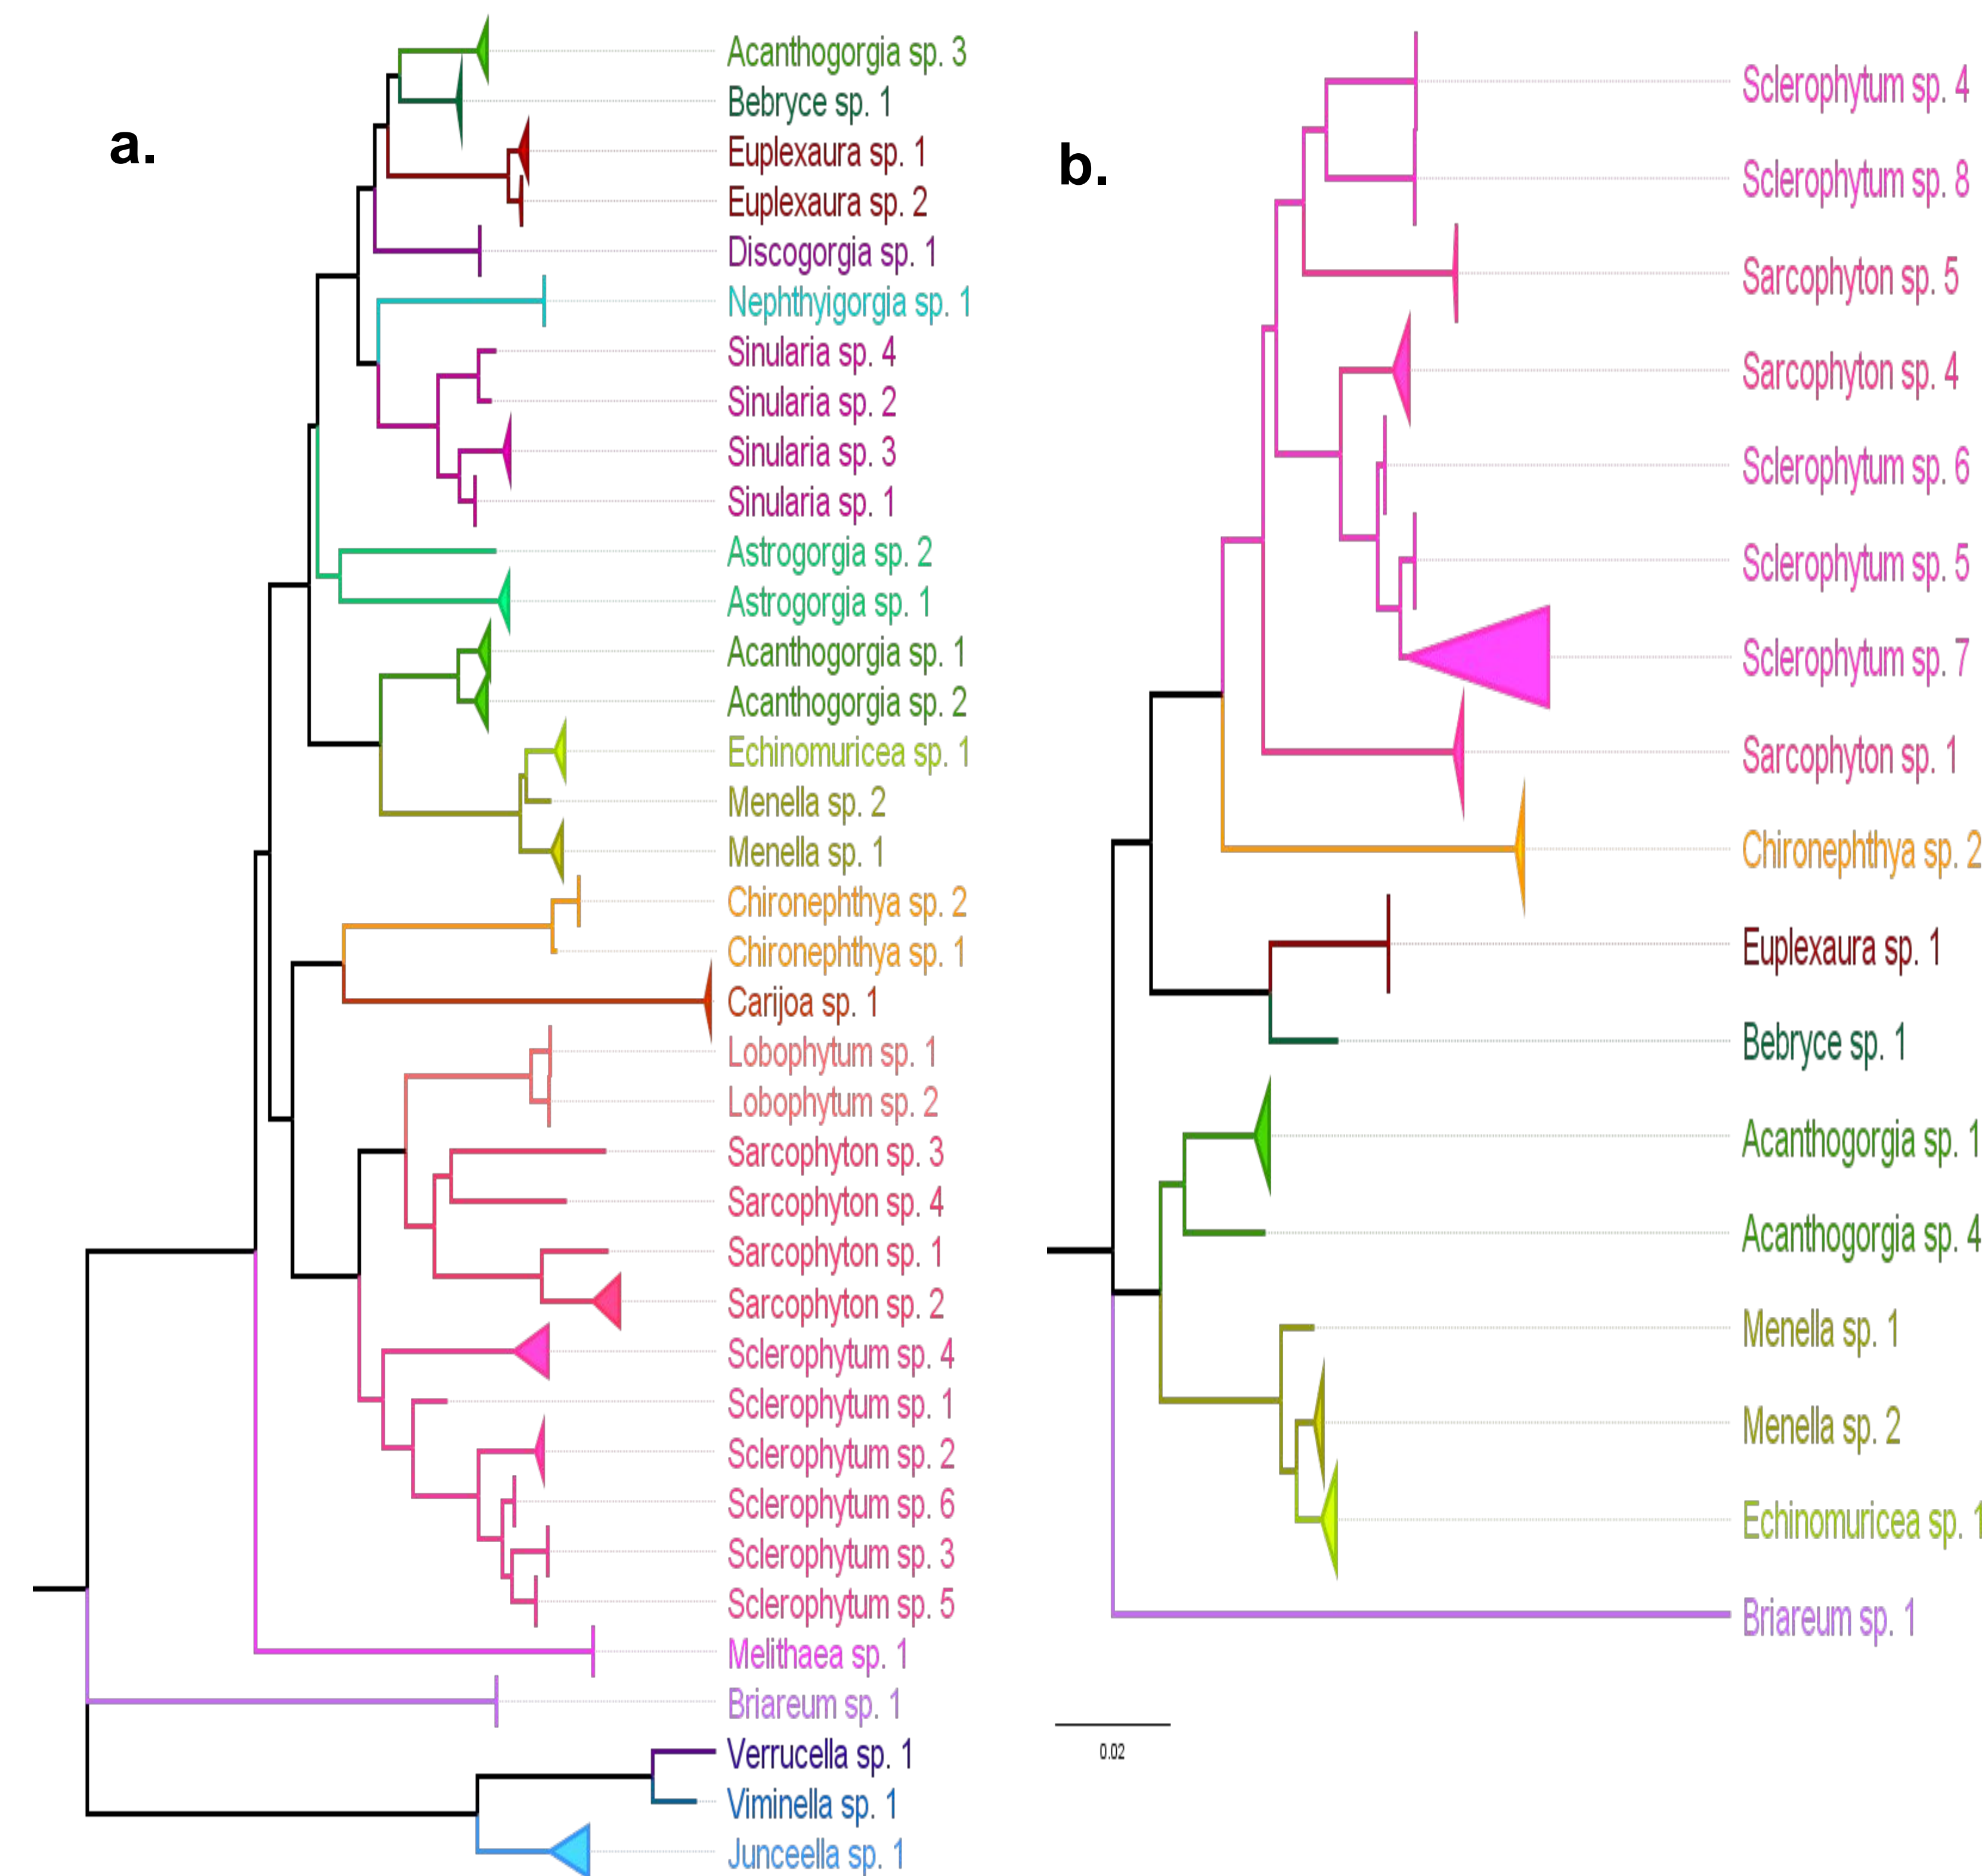 a.
Acanthogorgia sp. 3
Bebryce sp. 1
Euplexaura sp. 1
Euplexaura sp. 2
Discogorgia sp. 1
Nephthyigorgia sp. 1
Sinularia sp. 4
Sinularia sp. 2
Sinularia sp. 3
Sinularia sp. 1
Astrogorgia sp. 2
Astrogorgia sp. 1
Acanthogorgia sp. 1
Acanthogorgia sp. 2
Echinomuricea sp. 1
Menella sp. 2
Menella sp. 1
Chironephthya sp. 2
Chironephthya sp. 1
Carijoa sp. 1
Lobophytum sp. 1
Lobophytum sp. 2
Sarcophyton sp. 3
Sarcophyton sp. 4
Sarcophyton sp. 1
Sarcophyton sp. 2
Sclerophytum sp. 4
Sclerophytum sp. 1
Sclerophytum sp. 2
Sclerophytum sp. 6
Sclerophytum sp. 3
Sclerophytum sp. 5
Melithaea sp. 1
Briareum sp. 1
Verrucella sp. 1
Viminella sp. 1
Junceella sp. 1
b.
Sclerophytum sp. 4
Sclerophytum sp. 8
Sarcophyton sp. 5
Sarcophyton sp. 4
Sclerophytum sp. 6
Sclerophytum sp. 5
Sclerophytum sp. 7
Sarcophyton sp. 1
Chironephthya sp. 2
Euplexaura sp. 1
Bebryce sp. 1
Acanthogorgia sp. 1
Acanthogorgia sp. 4
Menella sp. 1
Menella sp. 2
Echinomuricea sp. 1
Briareum sp. 1
0.02